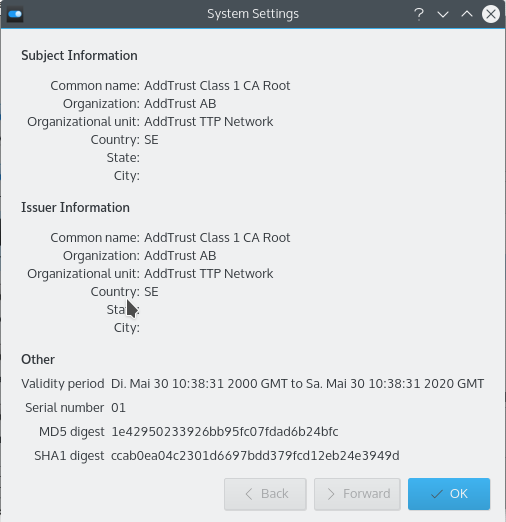 System Settings
Subject Information
Common name: AddTrust Class 1 CA Root
Organization: AddTrust AB
Organizational unit: AddTrust TTP Network
Country: SE
State:
City:
Issuer Information
Common name: AddTrust Class 1 CA Root
Organization: AddTrust AB
Organizational unit: AddTrust TTP Network
Country: SE
State:
City:
Other
Validity period Di. Mai 30 10:38:31 2000 GMT to Sa. Mai 30 10:38:31 2020 GMT
Serial number 01
MD5 digest 1e42950233926bb95fc07fdad6b24bfc
SHA1 digest ccab0ea04c2301d6697bdd379fcd12eb24e3949d
Back Forward OK